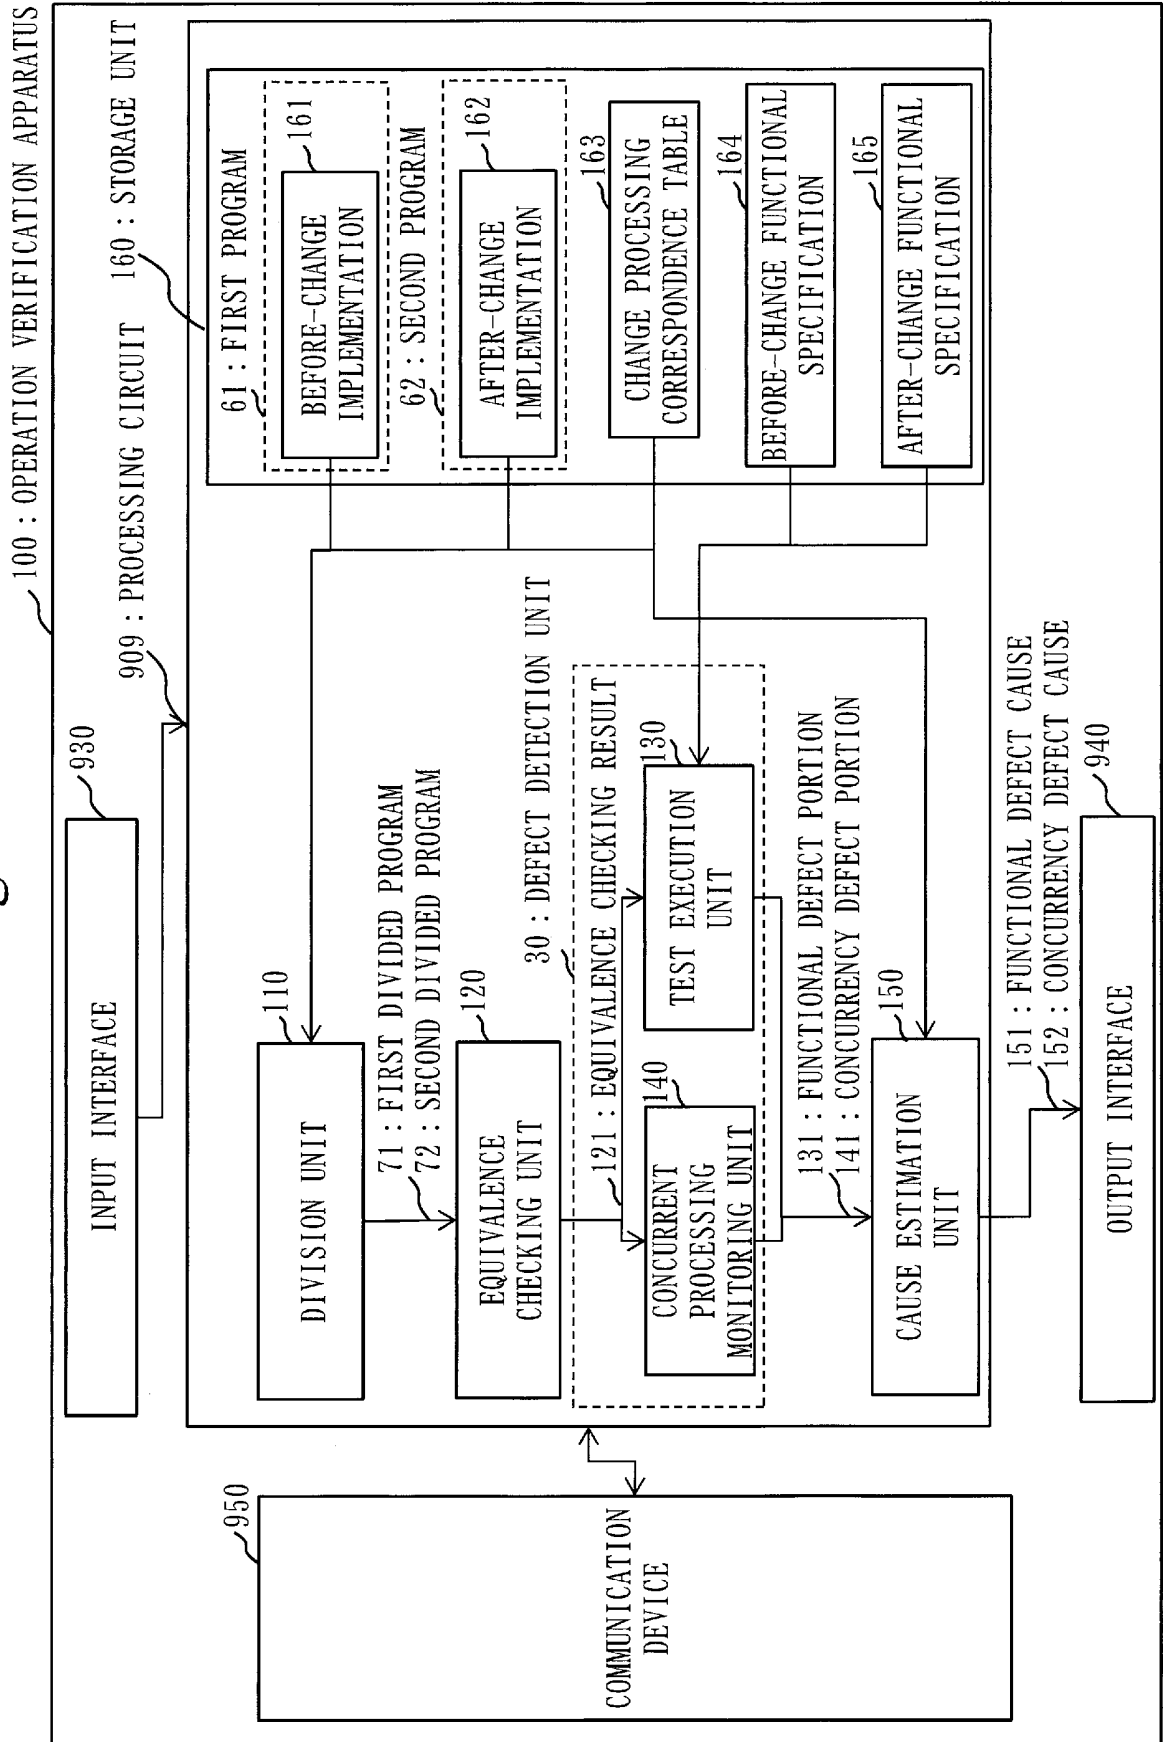 100 : OPERATION VERIFICATION APPARATUS
909 : PROCESSING CIRCUIT
160 : STORAGE UNIT
930
INPUT INTERFACE
61 : FIRST PROGRAM
161
BEFORE-CHANGE
IMPLEMENTATION
62 : SECOND PROGRAM
162
AFTER-CHANGE
IMPLEMENTATION
163
CHANGE PROCESSING
CORRESPONDENCE TABLE
164
BEFORE-CHANGE FUNCTIONAL
SPECIFICATION
165
AFTER-CHANGE FUNCTIONAL
SPECIFICATION
110
DIVISION UNIT
71 : FIRST DIVIDED PROGRAM
72 : SECOND DIVIDED PROGRAM
120
EQUIVALENCE
CHECKING UNIT
30 : DEFECT DETECTION UNIT
121 : EQUIVALENCE CHECKING RESULT
140
CONCURRENT
PROCESSING
MONITORING UNIT
130
TEST EXECUTION
UNIT
131 : FUNCTIONAL DEFECT PORTION
141 : CONCURRENCY DEFECT PORTION
150
CAUSE ESTIMATION
UNIT
151 : FUNCTIONAL DEFECT CAUSE
152 : CONCURRENCY DEFECT CAUSE
940
OUTPUT INTERFACE
950
COMMUNICATION
DEVICE